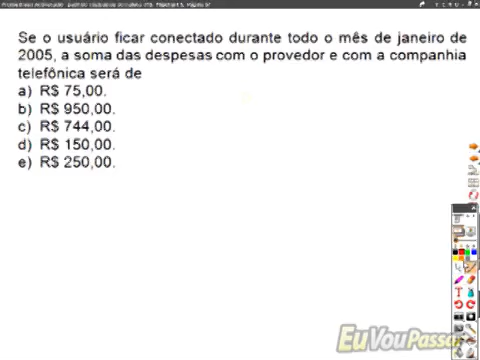 Se o usuário ficar conectado durante todo o mês de janeiro de
2005, a soma das despesas com o provedor e com a companhia
telefônica será de
a) R$ 75,00.
b) R$ 950,00.
c) R$ 744,00.
d) R$ 150,00.
e) R$ 250,00.
EuVouPassar